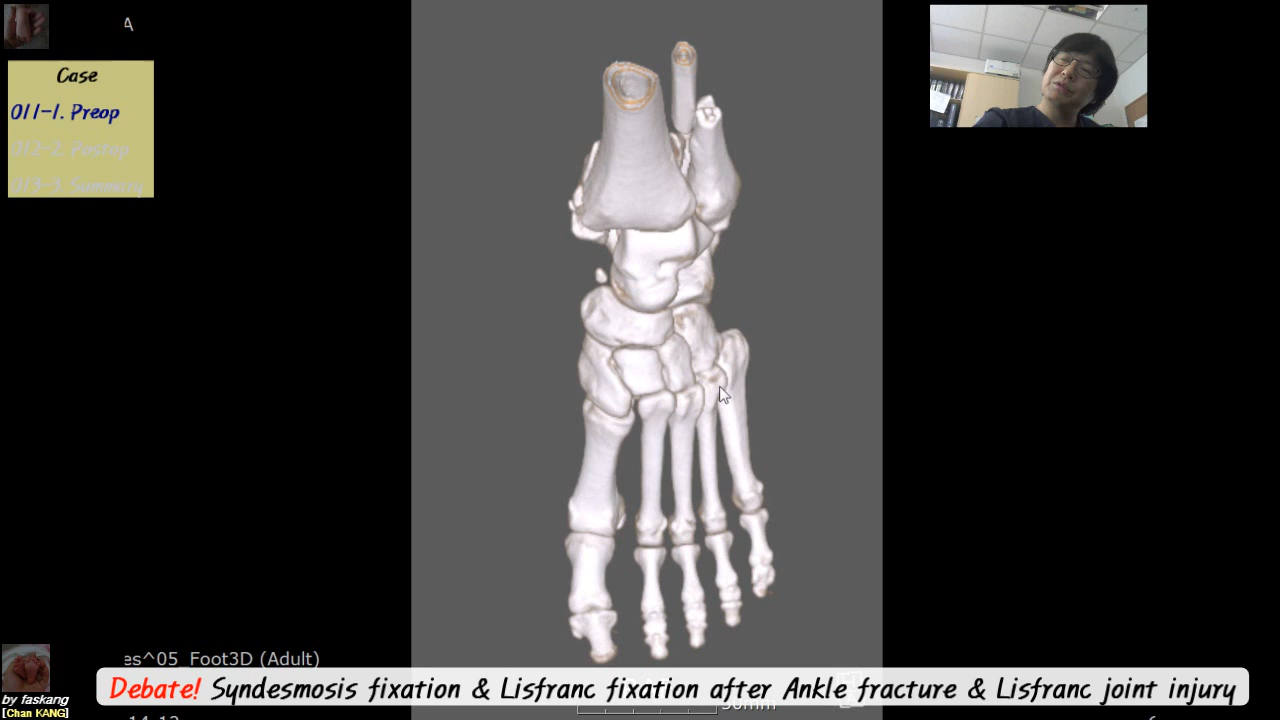 A
Case
011-1. Preop
012-2. Postop
013-3. Summary
es^05_Foot3D (Adult)
by faskang
[Chan KANG]
Debate! Syndesmosis fixation & Lisfranc fixation after Ankle fracture & Lisfranc joint injury